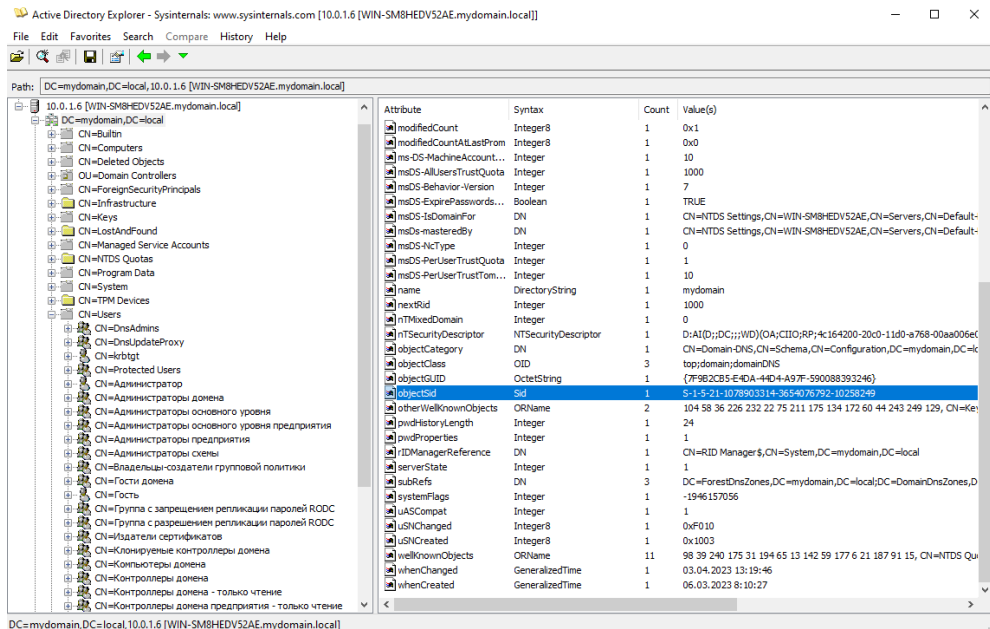 Active Directory Explorer - Sysinternals: www.sysinternals.com [10.0.1.6 [WIN-SM8HEDV52AE.mydomain.local]]
File Edit Favorites Search Compare History Help
Path: DC=mydomain,DC=local,10.0.1.6 [WIN-SM8HEDV52AE.mydomain.local]
10.0.1.6 [WIN-SM8HEDV52AE.mydomain.local]
DC=mydomain,DC=local
CN=Builtin
CN=Computers
CN=Deleted Objects
OU=Domain Controllers
CN=ForeignSecurityPrincipals
CN=Infrastructure
CN=Keys
CN=LostAndFound
CN=Managed Service Accounts
CN=NTDS Quotas
CN=Program Data
CN=System
CN=TPM Devices
CN=Users
CN=DnsAdmins
CN=DnsUpdateProxy
CN=krbtgt
CN=Protected Users
CN=Администратор
CN=Администраторы домена
CN=Администраторы основного уровня
CN=Администраторы основного уровня предприятия
CN=Администраторы предприятия
CN=Администраторы схемы
CN=Владельцы-создатели групповой политики
CN=Гости домена
CN=Гость
CN=Группа с запрещением репликации паролей RODC
CN=Группа с разрешением репликации паролей RODC
CN=Издатели сертификатов
CN=Клонируемые контроллеры домена
CN=Компьютеры домена
CN=Контроллеры домена
CN=Контроллеры домена - только чтение
CN=Контроллеры домена предприятия - только чтение
Attribute Syntax Count Value(s)
modifiedCount Integer8 1 0x1
modifiedCountAtLastProm Integer8 1 0x0
ms-DS-MachineAccount... Integer 1 10
msDS-AllUsersTrustQuota Integer 1 1000
msDS-Behavior-Version Integer 1 7
msDS-ExpirePasswords... Boolean 1 TRUE
msDS-IsDomainFor DN 1 CN=NTDS Settings,CN=WIN-SM8HEDV52AE,CN=Servers,CN=Default-
msDs-masteredBy DN 1 CN=NTDS Settings,CN=WIN-SM8HEDV52AE,CN=Servers,CN=Default-
msDS-NcType Integer 1 0
msDS-PerUserTrustQuota Integer 1 1
msDS-PerUserTrustTom... Integer 1 10
name DirectoryString 1 mydomain
nextRid Integer 1 1000
nTMixedDomain Integer 1 0
nTSecurityDescriptor NTSecurityDescriptor 1 D:AI(D;;DC;;;WD)(OA;CIIO;RP;4c164200-20c0-11d0-a768-00aa006e0
objectCategory DN 1 CN=Domain-DNS,CN=Schema,CN=Configuration,DC=mydomain,DC=lc
objectClass OID 3 top;domain;domainDNS
objectGUID OctetString 1 {7F9B2CB5-E4DA-44D4-A97F-590088393246}
objectSid Sid 1 S-1-5-21-1078903314-3654076792-10258249
otherWellKnownObjects ORName 2 104 58 36 226 232 22 75 211 175 134 172 60 44 243 249 129, CN=Key
pwdHistoryLength Integer 1 24
pwdProperties Integer 1 1
rIDManagerReference DN 1 CN=RID Manager$,CN=System,DC=mydomain,DC=local
serverState Integer 1 1
subRefs DN 3 DC=ForestDnsZones,DC=mydomain,DC=local;DC=DomainDnsZones,D
systemFlags Integer 1 -1946157056
uASCompat Integer 1 1
uSNChanged Integer8 1 0xF010
uSNCreated Integer8 1 0x1003
wellKnownObjects ORName 11 98 39 240 175 31 194 65 13 142 59 177 6 21 187 91 15, CN=NTDS Quo
whenChanged GeneralizedTime 1 03.04.2023 13:19:46
whenCreated GeneralizedTime 1 06.03.2023 8:10:27
DC=mydomain,DC=local,10.0.1.6 [WIN-SM8HEDV52AE.mydomain.local]